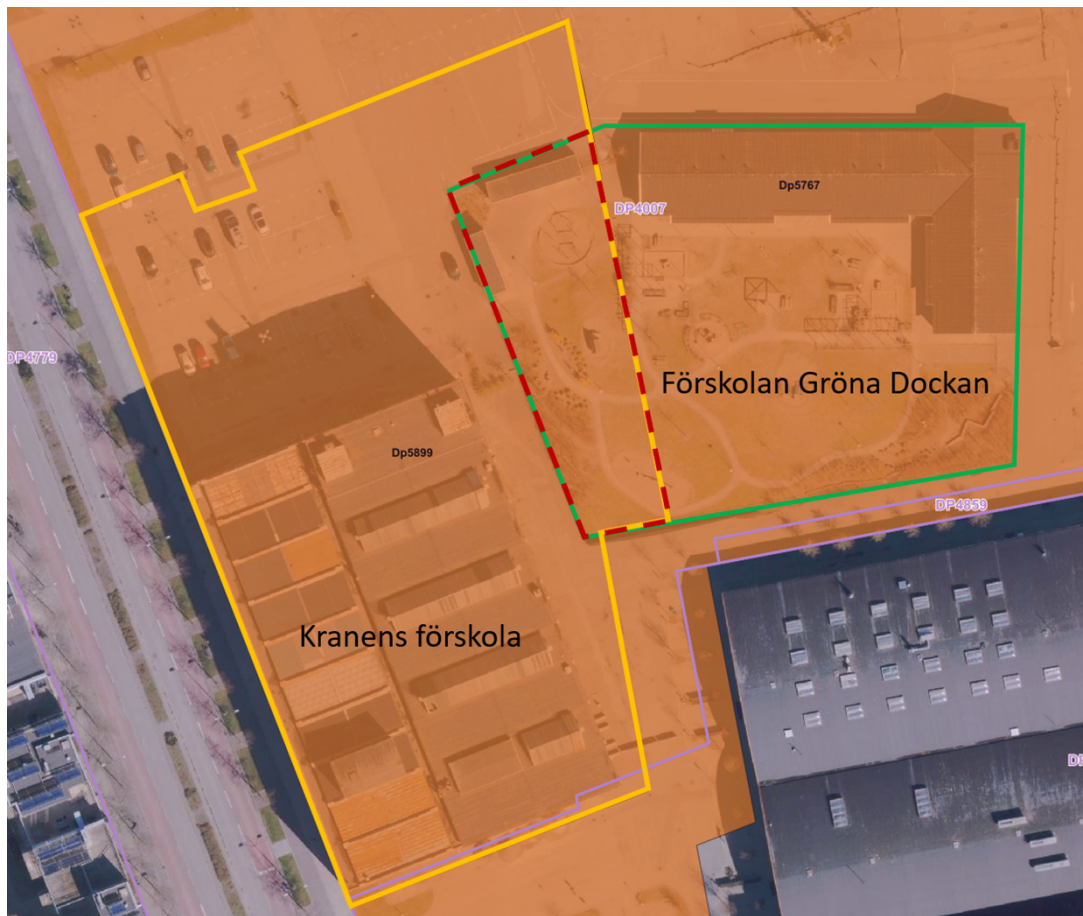 Dp5767
DP4007
DP4779
Förskolan Gröna Dockan
Dp5899
DP4859
Kranens förskola